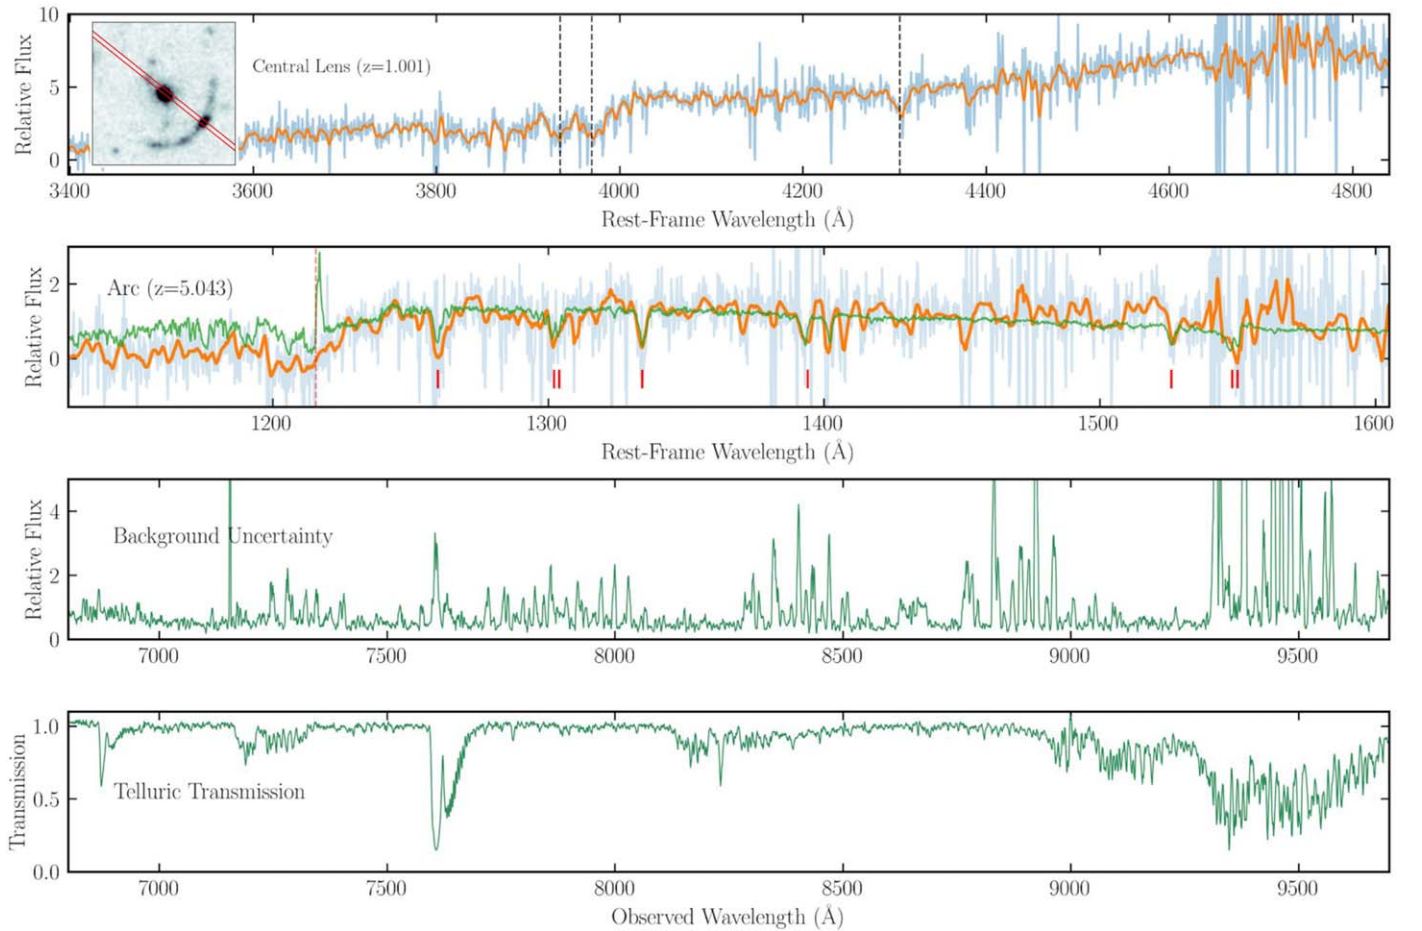 10
5
0
Relative Flux
Central Lens (z=1.001)
3400 3600 3800 4000 4200 4400 4600 4800
Rest-Frame Wavelength (Å)
2
0
Relative Flux
Arc (z=5.043)
1200 1300 1400 1500 1600
Rest-Frame Wavelength (Å)
4
2
0
Relative Flux
Background Uncertainty
7000 7500 8000 8500 9000 9500
1.0
0.5
0.0
Transmission
Telluric Transmission
7000 7500 8000 8500 9000 9500
Observed Wavelength (Å)